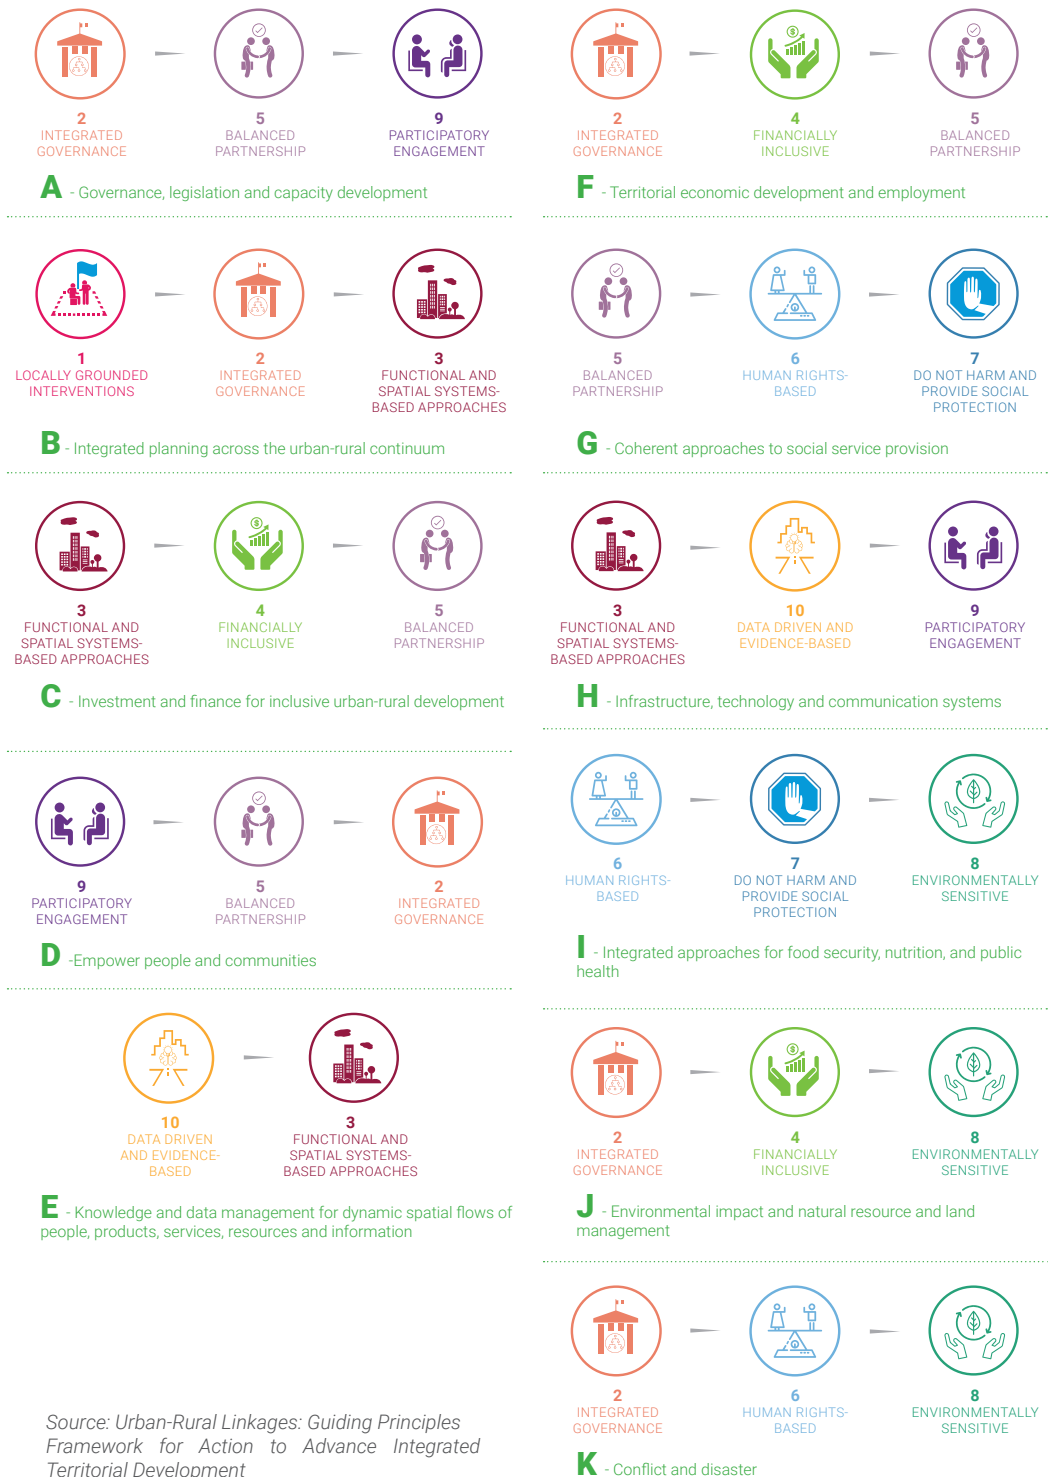 2
INTEGRATED
GOVERNANCE
5
BALANCED
PARTNERSHIP
9
PARTICIPATORY
ENGAGEMENT
A - Governance, legislation and capacity development
1
LOCALLY GROUNDED
INTERVENTIONS
2
INTEGRATED
GOVERNANCE
3
FUNCTIONAL AND
SPATIAL SYSTEMS-
BASED APPROACHES
B - Integrated planning across the urban-rural continuum
3
FUNCTIONAL AND
SPATIAL SYSTEMS-
BASED APPROACHES
4
FINANCIALLY
INCLUSIVE
5
BALANCED
PARTNERSHIP
C - Investment and finance for inclusive urban-rural development
9
PARTICIPATORY
ENGAGEMENT
5
BALANCED
PARTNERSHIP
2
INTEGRATED
GOVERNANCE
D -Empower people and communities
10
DATA DRIVEN
AND EVIDENCE-
BASED
3
FUNCTIONAL AND
SPATIAL SYSTEMS-
BASED APPROACHES
E - Knowledge and data management for dynamic spatial flows of
people, products, services, resources and information
Source: Urban-Rural Linkages: Guiding Principles
Framework for Action to Advance Integrated
Territorial Development
2
INTEGRATED
GOVERNANCE
4
FINANCIALLY
INCLUSIVE
5
BALANCED
PARTNERSHIP
F - Territorial economic development and employment
5
BALANCED
PARTNERSHIP
6
HUMAN RIGHTS-
BASED
7
DO NOT HARM AND
PROVIDE SOCIAL
PROTECTION
G - Coherent approaches to social service provision
3
FUNCTIONAL AND
SPATIAL SYSTEMS-
BASED APPROACHES
10
DATA DRIVEN AND
EVIDENCE-BASED
9
PARTICIPATORY
ENGAGEMENT
H - Infrastructure, technology and communication systems
6
HUMAN RIGHTS-
BASED
7
DO NOT HARM AND
PROVIDE SOCIAL
PROTECTION
8
ENVIRONMENTALLY
SENSITIVE
I - Integrated approaches for food security, nutrition, and public
health
2
INTEGRATED
GOVERNANCE
4
FINANCIALLY
INCLUSIVE
8
ENVIRONMENTALLY
SENSITIVE
J - Environmental impact and natural resource and land
management
2
INTEGRATED
GOVERNANCE
6
HUMAN RIGHTS-
BASED
8
ENVIRONMENTALLY
SENSITIVE
K - Conflict and disaster